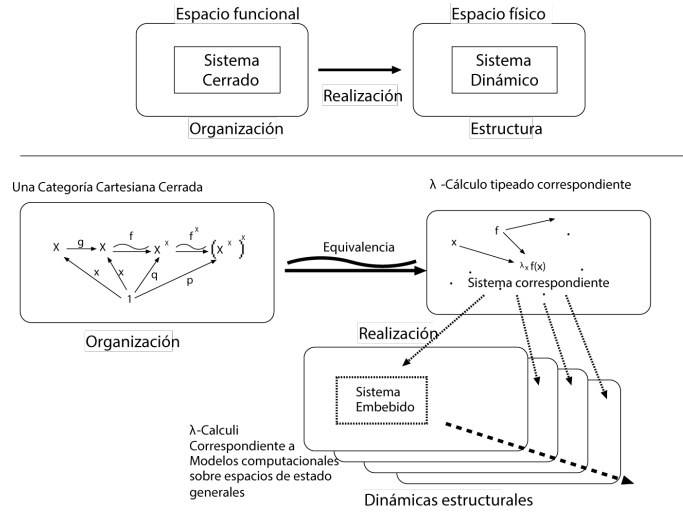 Espacio funcional
Espacio físico
Sistema
Cerrado
Sistema
Dinámico
Realización
Organización
Estructura
Una Categoría Cartesiana Cerrada
λ -Cálculo tipeado correspondiente
X g X f X^X f^X (X^X)^X
x x q p
1
Equivalencia
f
x
λx f(x)
Sistema correspondiente
Organización
Realización
Sistema
Embebido
λ-Calculi
Correspondiente a
Modelos computacionales
sobre espacios de estado
generales
Dinámicas estructurales